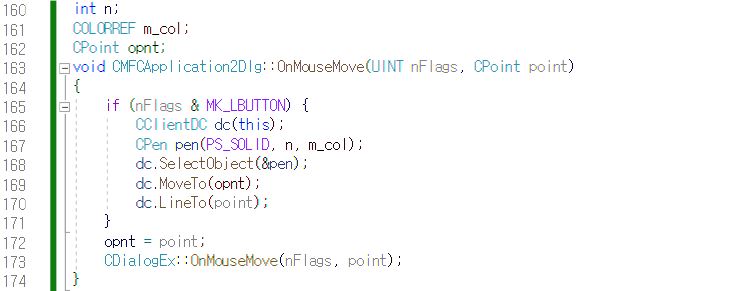 160 int n;
161 COLORREF m_col;
162 CPoint opnt;
163 void CMFCApplication2Dlg::OnMouseMove(UINT nFlags, CPoint point)
164 {
165 if (nFlags & MK_LBUTTON) {
166 CClientDC dc(this);
167 CPen pen(PS_SOLID, n, m_col);
168 dc.SelectObject(&pen);
169 dc.MoveTo(opnt);
170 dc.LineTo(point);
171 }
172 opnt = point;
173 CDialogEx::OnMouseMove(nFlags, point);
174 }